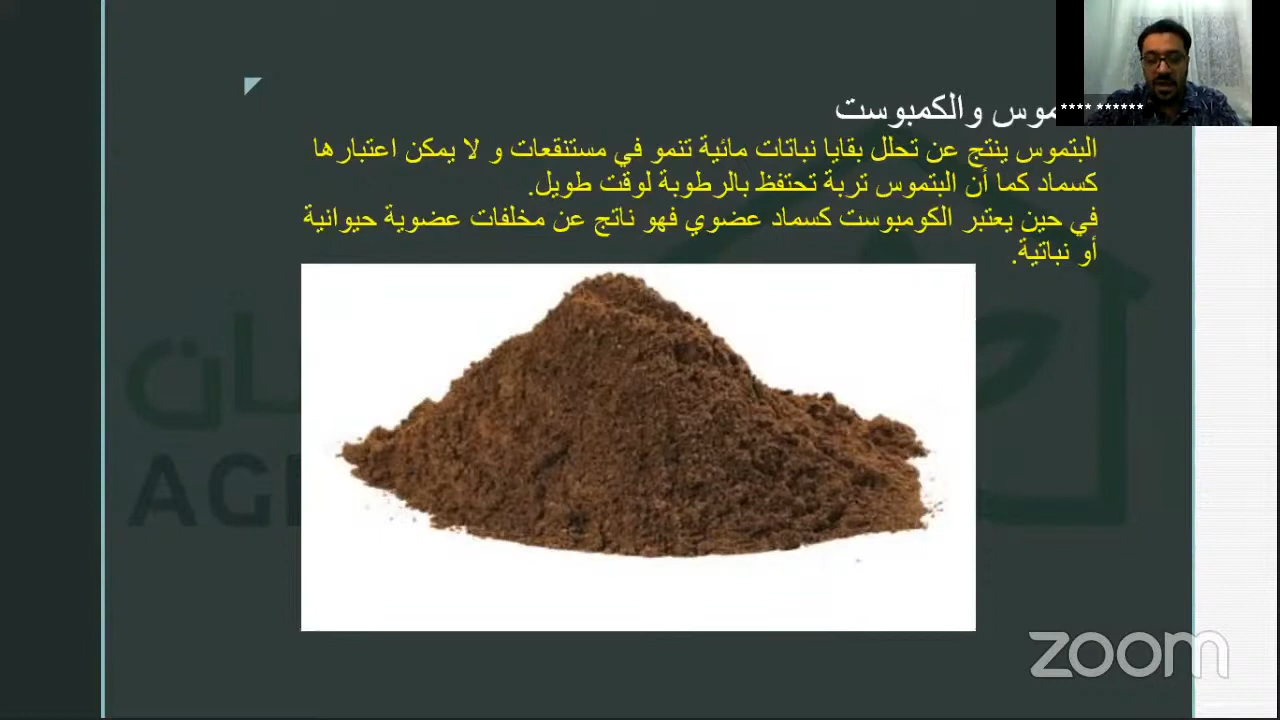 والكمبوست
البتموس ينتج عن تحلل بقايا نباتات مائية تنمو في مستنقعات و لا يمكن اعتبارها
كسماد كما أن البتموس تربة تحتفظ بالرطوبة لوقت طويل.
في حين يعتبر الكومبوست كسماد عضوي فهو ناتج عن مخلفات عضوية حيوانية
أو نباتية.
zoom